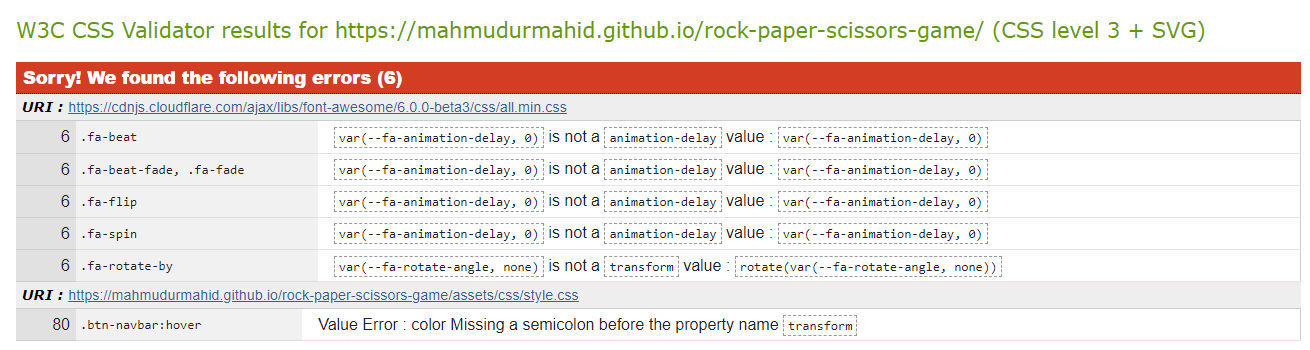 W3C CSS Validator results for https://mahmudurmahid.github.io/rock-paper-scissors-game/ (CSS level 3 + SVG)
Sorry! We found the following errors (6)
URI : https://cdnjs.cloudflare.com/ajax/libs/font-awesome/6.0.0-beta3/css/all.min.css
6 .fa-beat var(--fa-animation-delay, 0) is not a animation-delay value : var(--fa-animation-delay, 0)
6 .fa-beat-fade, .fa-fade var(--fa-animation-delay, 0) is not a animation-delay value : var(--fa-animation-delay, 0)
6 .fa-flip var(--fa-animation-delay, 0) is not a animation-delay value : var(--fa-animation-delay, 0)
6 .fa-spin var(--fa-animation-delay, 0) is not a animation-delay value : var(--fa-animation-delay, 0)
6 .fa-rotate-by var(--fa-rotate-angle, none) is not a transform value : rotate(var(--fa-rotate-angle, none))
URI : https://mahmudurmahid.github.io/rock-paper-scissors-game/assets/css/style.css
80 .btn-navbar:hover Value Error : color Missing a semicolon before the property name transform